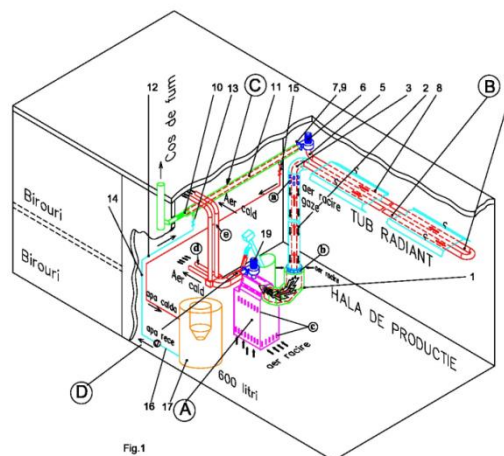 12
10 13
C
11
15
7,9
6
5
3
2 8
B
4
Cos de fum
Birouri
Birouri
14
Aer cald
a
aer racire
gaze
TUB RADIANT
e
d
19
Aer cald
b
aer racire
1
HALA DE PRODUCTIE
apa calda
apa rece
c
aer racire
D
16
17
A
600 litri
Fig.1